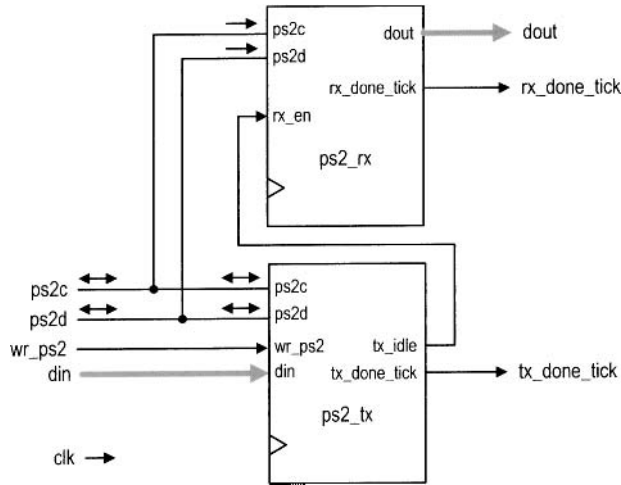 ps2c
dout
dout
ps2d
rx_done_tick
rx_done_tick
rx_en
ps2_rx
ps2c
ps2c
ps2d
ps2d
wr_ps2
wr_ps2
tx_idle
din
din
tx_done_tick
tx_done_tick
ps2_tx
clk